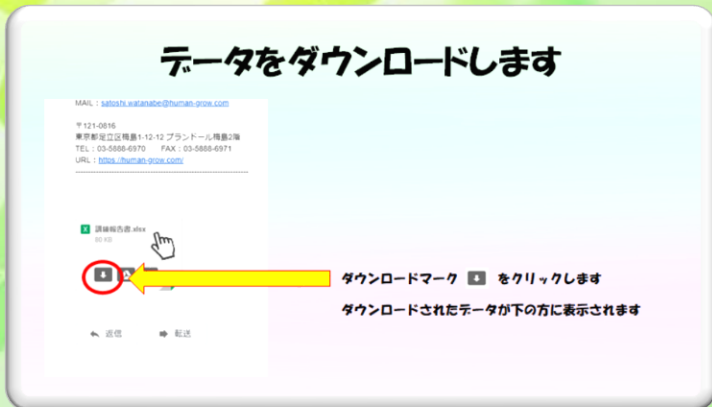 データをダウンロードします
MAIL：satoshi.watanabe@human-grow.com
〒121-0816
東京都足立区梅島1-12-12 プランドール梅島2階
TEL：03-5888-6970 FAX：03-5888-6971
URL：https://human-grow.com/
訓練報告書.xlsx
80 KB
ダウンロードマーク をクリックします
ダウンロードされたデータが下の方に表示されます
返信 転送